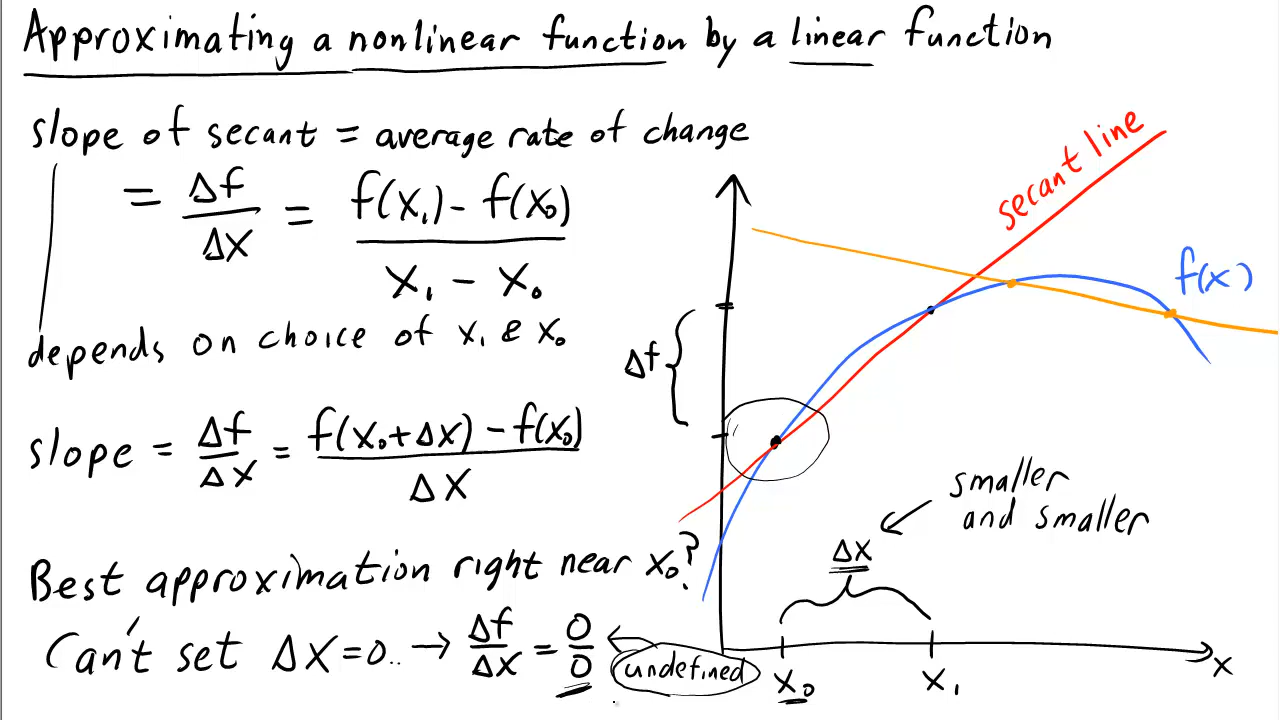 Approximating a nonlinear function by a linear function
slope of secant = average rate of change
= Δf/Δx = (f(x₁) - f(x₀))/(x₁ - x₀)
depends on choice of x₁ & x₀
slope = Δf/Δx = (f(x₀+Δx) - f(x₀))/Δx
Best approximation right near x₀?
Can't set Δx=0.. → Δf/Δx = 0/0 ← undefined
secant line
f(x)
Δf
smaller
and smaller
Δx
x₀
x₁
x